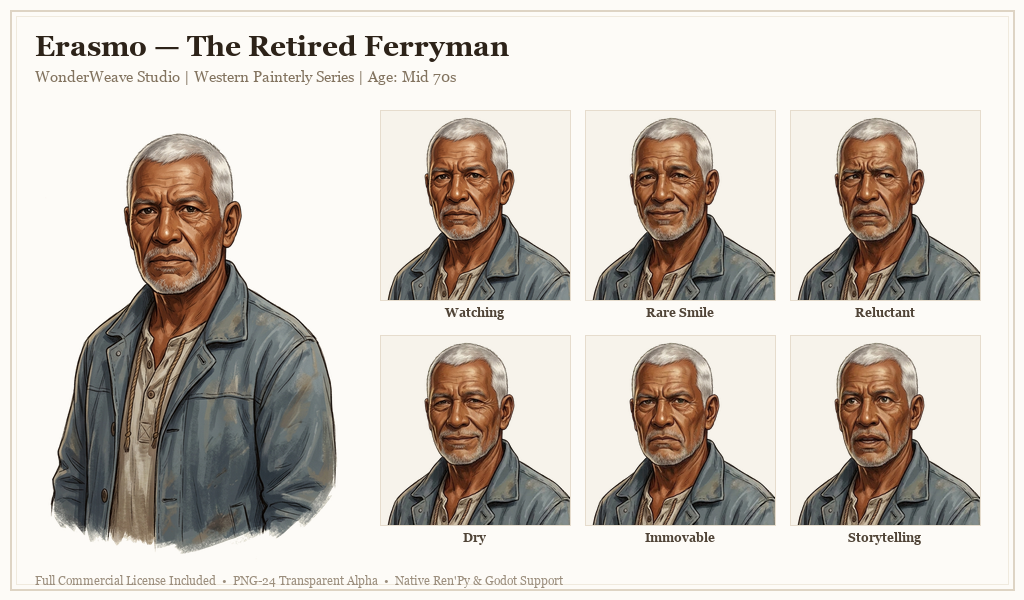 Erasmo — The Retired Ferryman
WonderWeave Studio | Western Painterly Series | Age: Mid 70s
Watching
Rare Smile
Reluctant
Dry
Immovable
Storytelling
Full Commercial License Included • PNG-24 Transparent Alpha • Native Ren'Py & Godot Support